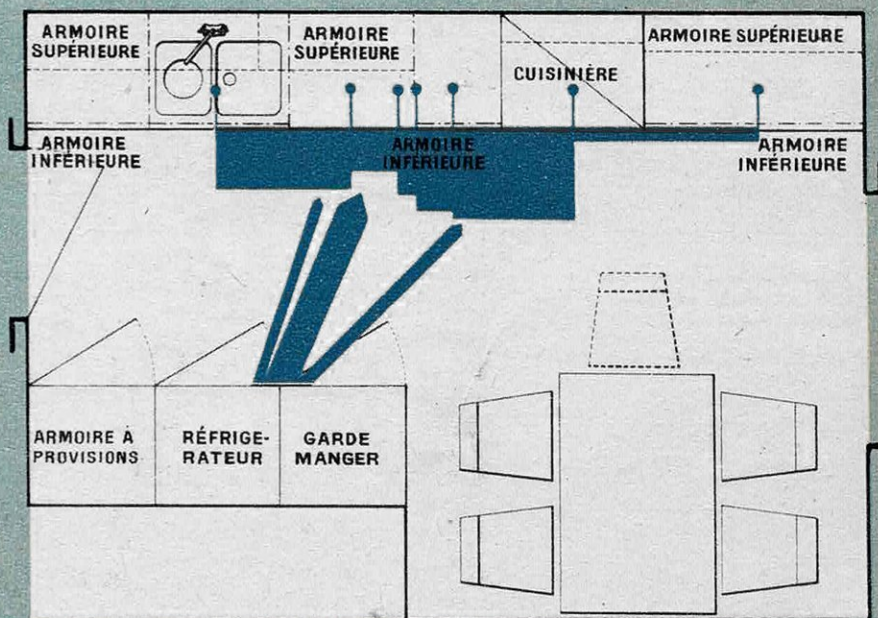 ARMOIRE
SUPÉRIEURE
ARMOIRE
SUPÉRIEURE
CUISINIÈRE
ARMOIRE SUPÉRIEURE
ARMOIRE
INFÉRIEURE
ARMOIRE
INFÉRIEURE
ARMOIRE
INFÉRIEURE
ARMOIRE À
PROVISIONS
RÉFRIGE-
RATEUR
GARDE
MANGER